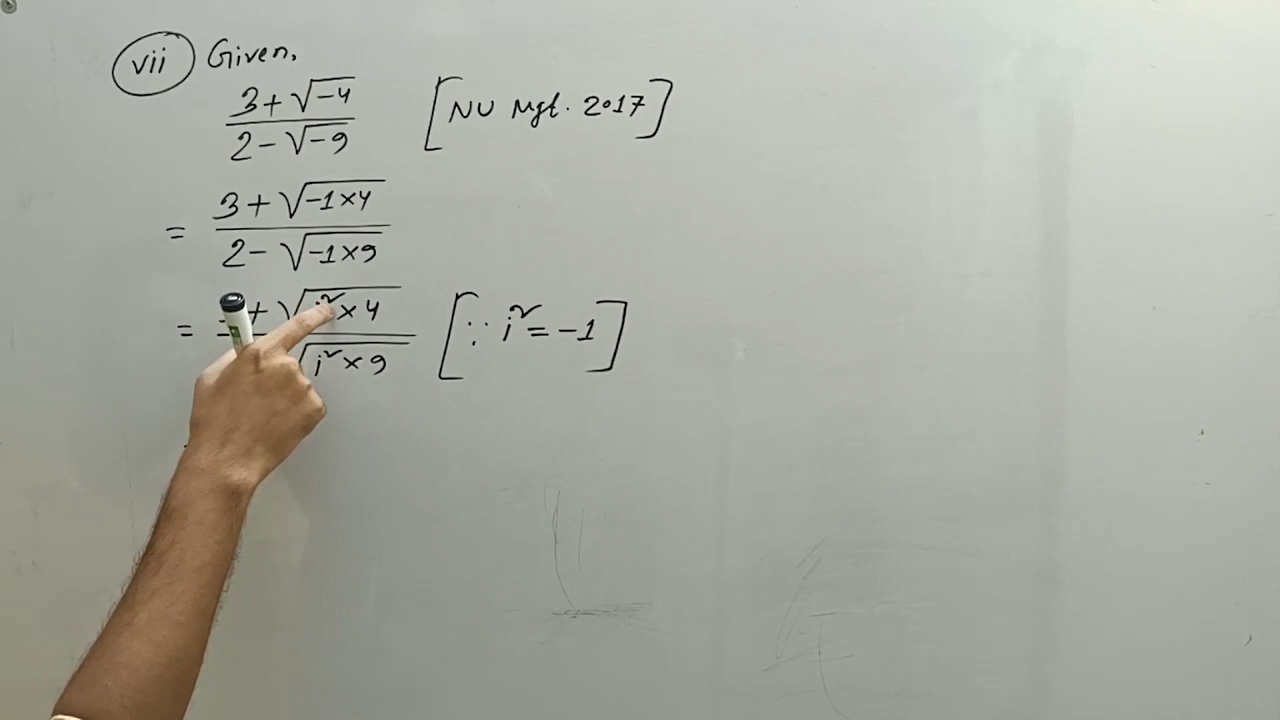 vii Given,
3+√-4 / 2-√-9 [NU Mgt. 2017]
= 3+√-1×4 / 2-√-1×9
= +√i²×4 / √i²×9 [∵ i² = -1]